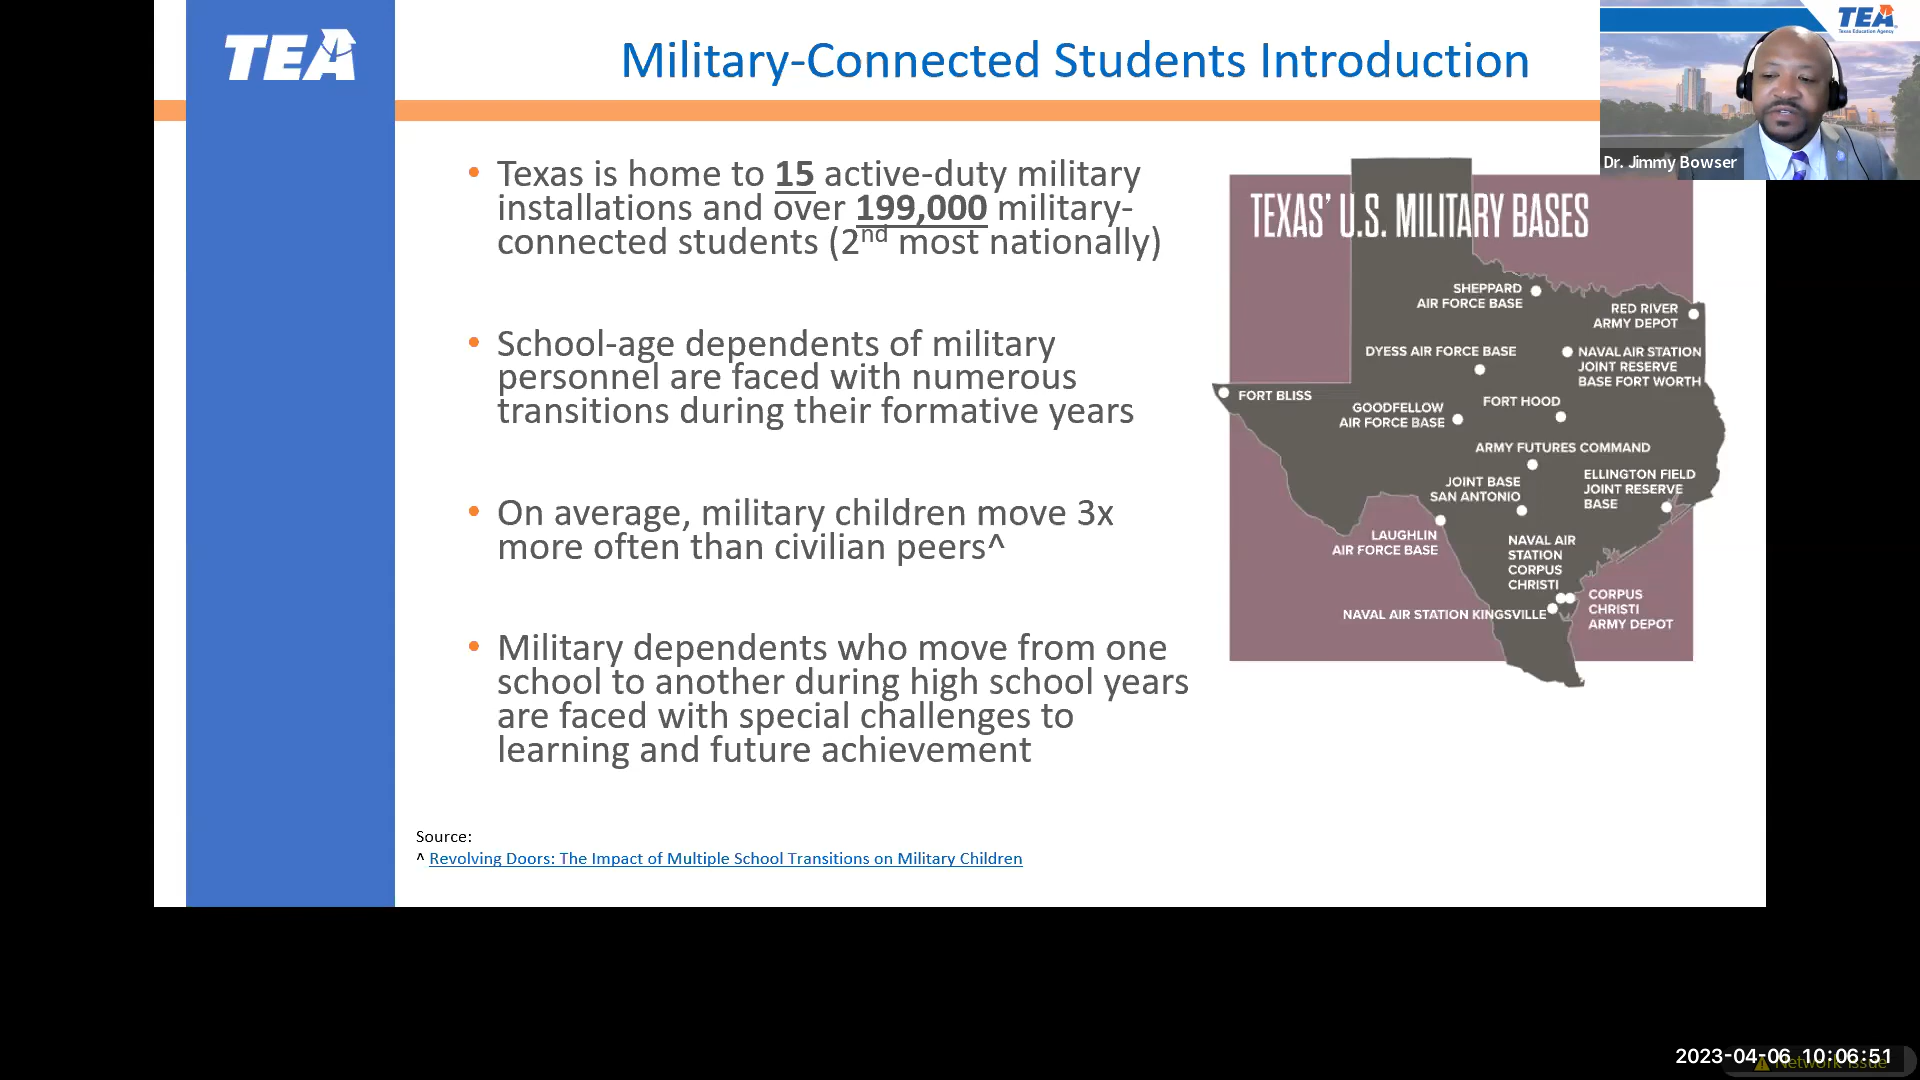 TEA
Military-Connected Students Introduction
TEA
Texas Education Agency
Dr. Jimmy Bowser
• Texas is home to 15 active-duty military
installations and over 199,000 military-
connected students (2nd most nationally)
• School-age dependents of military
personnel are faced with numerous
transitions during their formative years
• On average, military children move 3x
more often than civilian peers^
• Military dependents who move from one
school to another during high school years
are faced with special challenges to
learning and future achievement
Source:
^ Revolving Doors: The Impact of Multiple School Transitions on Military Children
TEXAS' U.S. MILITARY BASES
SHEPPARD
AIR FORCE BASE
RED RIVER
ARMY DEPOT
DYESS AIR FORCE BASE
NAVAL AIR STATION
JOINT RESERVE
BASE FORT WORTH
FORT BLISS
GOODFELLOW
AIR FORCE BASE
FORT HOOD
ARMY FUTURES COMMAND
JOINT BASE
SAN ANTONIO
ELLINGTON FIELD
JOINT RESERVE
BASE
LAUGHLIN
AIR FORCE BASE
NAVAL AIR
STATION
CORPUS
CHRISTI
CORPUS
CHRISTI
ARMY DEPOT
NAVAL AIR STATION KINGSVILLE
2023-04-06 10:06:51
Network Issue